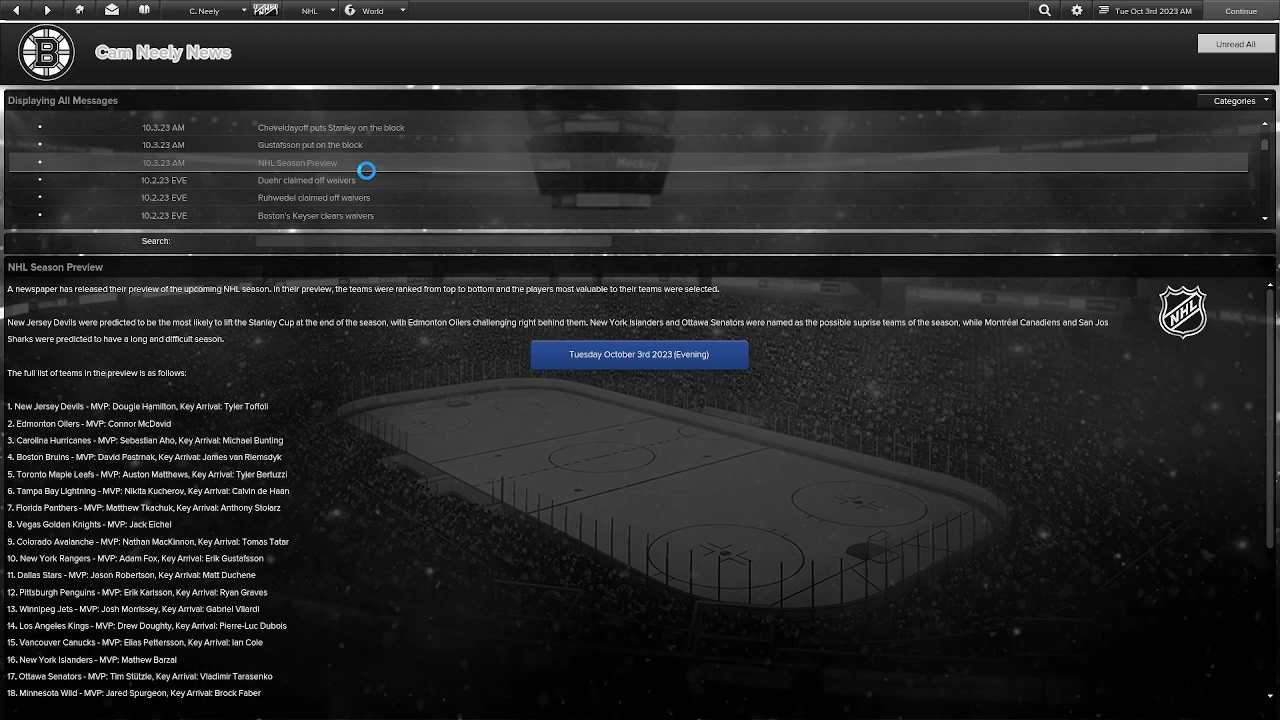 C. Neely NHL World Tue Oct 3rd 2023 AM Continue
B Cam Neely News Unread All
Displaying All Messages Categories
• 10.3.23 AM Cheveldayoff puts Stanley on the block
• 10.3.23 AM Gustafsson put on the block
• 10.3.23 AM NHL Season Preview
• 10.2.23 EVE Duehr claimed off waivers
• 10.2.23 EVE Ruhwedel claimed off waivers
• 10.2.23 EVE Boston's Keyser clears waivers
Search:
NHL Season Preview
A newspaper has released their preview of the upcoming NHL season. In their preview, the teams were ranked from top to bottom and the players most valuable to their teams were selected.
NHL
New Jersey Devils were predicted to be the most likely to lift the Stanley Cup at the end of the season, with Edmonton Oilers challenging right behind them. New York Islanders and Ottawa Senators were named as the possible suprise teams of the season, while Montréal Canadiens and San Jos
Sharks were predicted to have a long and difficult season.
Tuesday October 3rd 2023 (Evening)
The full list of teams in the preview is as follows:
1. New Jersey Devils - MVP: Dougie Hamilton, Key Arrival: Tyler Toffoli
2. Edmonton Oilers - MVP: Connor McDavid
3. Carolina Hurricanes - MVP: Sebastian Aho, Key Arrival: Michael Bunting
4. Boston Bruins - MVP: David Pastrnak, Key Arrival: James van Riemsdyk
5. Toronto Maple Leafs - MVP: Auston Matthews, Key Arrival: Tyler Bertuzzi
6. Tampa Bay Lightning - MVP: Nikita Kucherov, Key Arrival: Calvin de Haan
7. Florida Panthers - MVP: Matthew Tkachuk, Key Arrival: Anthony Stolarz
8. Vegas Golden Knights - MVP: Jack Eichel
9. Colorado Avalanche - MVP: Nathan MacKinnon, Key Arrival: Tomas Tatar
10. New York Rangers - MVP: Adam Fox, Key Arrival: Erik Gustafsson
11. Dallas Stars - MVP: Jason Robertson, Key Arrival: Matt Duchene
12. Pittsburgh Penguins - MVP: Erik Karlsson, Key Arrival: Ryan Graves
13. Winnipeg Jets - MVP: Josh Morrissey, Key Arrival: Gabriel Vilardi
14. Los Angeles Kings - MVP: Drew Doughty, Key Arrival: Pierre-Luc Dubois
15. Vancouver Canucks - MVP: Elias Pettersson, Key Arrival: Ian Cole
16. New York Islanders - MVP: Mathew Barzal
17. Ottawa Senators - MVP: Tim Stützle, Key Arrival: Vladimir Tarasenko
18. Minnesota Wild - MVP: Jared Spurgeon, Key Arrival: Brock Faber